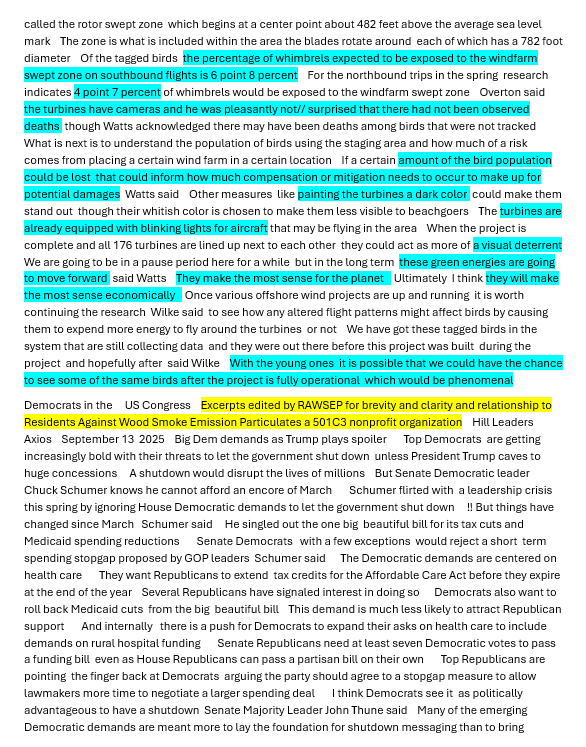 called the rotor swept zone which begins at a center point about 482 feet above the average sea level
mark The zone is what is included within the area the blades rotate around each of which has a 782 foot
diameter Of the tagged birds the percentage of whimbrels expected to be exposed to the windfarm
swept zone on southbound flights is 6 point 8 percent For the northbound trips in the spring research
indicates 4 point 7 percent of whimbrels would be exposed to the windfarm swept zone Overton said
the turbines have cameras and he was pleasantly not// surprised that there had not been observed
deaths though Watts acknowledged there may have been deaths among birds that were not tracked
What is next is to understand the population of birds using the staging area and how much of a risk
comes from placing a certain wind farm in a certain location If a certain amount of the bird population
could be lost that could inform how much compensation or mitigation needs to occur to make up for
potential damages Watts said Other measures like painting the turbines a dark color could make them
stand out though their whitish color is chosen to make them less visible to beachgoers The turbines are
already equipped with blinking lights for aircraft that may be flying in the area When the project is
complete and all 176 turbines are lined up next to each other they could act as more of a visual deterrent
We are going to be in a pause period here for a while but in the long term these green energies are going
to move forward said Watts They make the most sense for the planet Ultimately I think they will make
the most sense economically Once various offshore wind projects are up and running it is worth
continuing the research Wilke said to see how any altered flight patterns might affect birds by causing
them to expend more energy to fly around the turbines or not We have got these tagged birds in the
system that are still collecting data and they were out there before this project was built during the
project and hopefully after said Wilke With the young ones it is possible that we could have the chance
to see some of the same birds after the project is fully operational which would be phenomenal
Democrats in the US Congress Excerpts edited by RAWSEP for brevity and clarity and relationship to
Residents Against Wood Smoke Emission Particulates a 501C3 nonprofit organization Hill Leaders
Axios September 13 2025 Big Dem demands as Trump plays spoiler Top Democrats are getting
increasingly bold with their threats to let the government shut down unless President Trump caves to
huge concessions A shutdown would disrupt the lives of millions But Senate Democratic leader
Chuck Schumer knows he cannot afford an encore of March Schumer flirted with a leadership crisis
this spring by ignoring House Democratic demands to let the government shut down !! But things have
changed since March Schumer said He singled out the one big beautiful bill for its tax cuts and
Medicaid spending reductions Senate Democrats with a few exceptions would reject a short term
spending stopgap proposed by GOP leaders Schumer said The Democratic demands are centered on
health care They want Republicans to extend tax credits for the Affordable Care Act before they expire
at the end of the year Several Republicans have signaled interest in doing so Democrats also want to
roll back Medicaid cuts from the big beautiful bill This demand is much less likely to attract Republican
support And internally there is a push for Democrats to expand their asks on health care to include
demands on rural hospital funding Senate Republicans need at least seven Democratic votes to pass
a funding bill even as House Republicans can pass a partisan bill on their own Top Republicans are
pointing the finger back at Democrats arguing the party should agree to a stopgap measure to allow
lawmakers more time to negotiate a larger spending deal I think Democrats see it as politically
advantageous to have a shutdown Senate Majority Leader John Thune said Many of the emerging
Democratic demands are meant more to lay the foundation for shutdown messaging than to bring